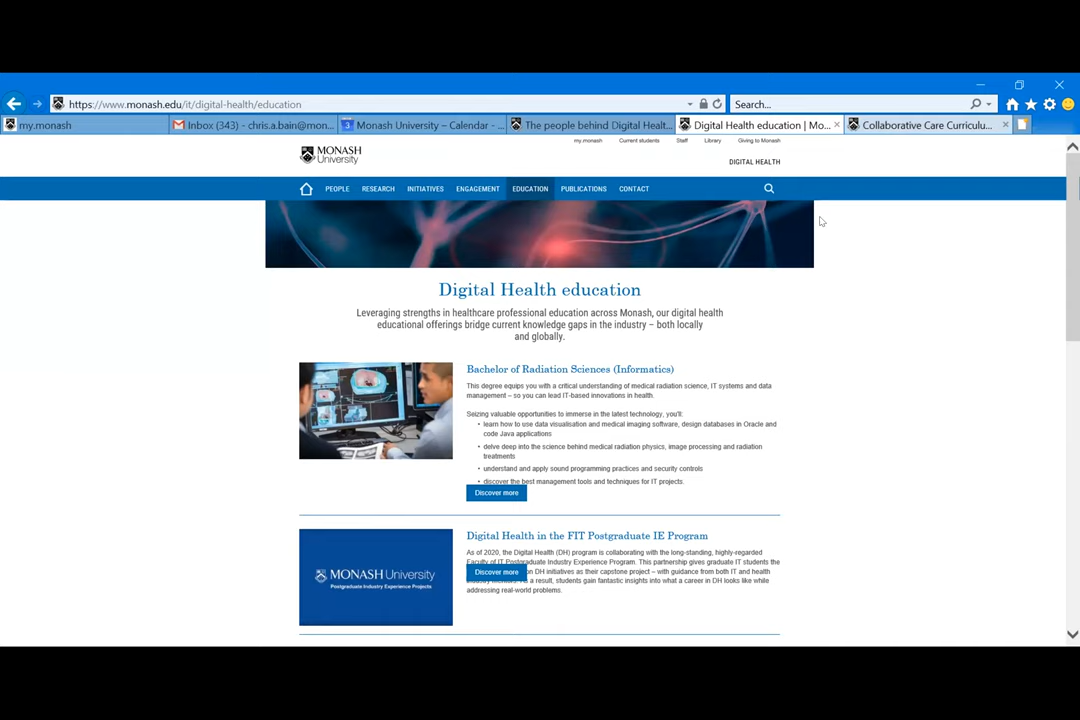 https://www.monash.edu/it/digital-health/education
Search...
my.monash
Inbox (343) - chris.a.bain@mon...
Monash University – Calendar - ...
The people behind Digital Healt...
Digital Health education | Mo...
Collaborative Care Curriculu...
MONASH University
my.monash
Current students
Staff
Library
Giving to Monash
DIGITAL HEALTH
PEOPLE
RESEARCH
INITIATIVES
ENGAGEMENT
EDUCATION
PUBLICATIONS
CONTACT
Digital Health education
Leveraging strengths in healthcare professional education across Monash, our digital health
educational offerings bridge current knowledge gaps in the industry – both locally
and globally.
Bachelor of Radiation Sciences (Informatics)
This degree equips you with a critical understanding of medical radiation science, IT systems and data
management – so you can lead IT-based innovations in health.
Seizing valuable opportunities to immerse in the latest technology, you'll:
• learn how to use data visualisation and medical imaging software, design databases in Oracle and
code Java applications
• delve deep into the science behind medical radiation physics, image processing and radiation
treatments
• understand and apply sound programming practices and security controls
• discover the best management tools and techniques for IT projects.
Discover more
MONASH University
Postgraduate Industry Experience Projects
Digital Health in the FIT Postgraduate IE Program
As of 2020, the Digital Health (DH) program is collaborating with the long-standing, highly-regarded
Faculty of IT Postgraduate Industry Experience Program. This partnership gives graduate IT students the
Discover more
on DH initiatives as their capstone project – with guidance from both IT and health
As a result, students gain fantastic insights into what a career in DH looks like while
addressing real-world problems.